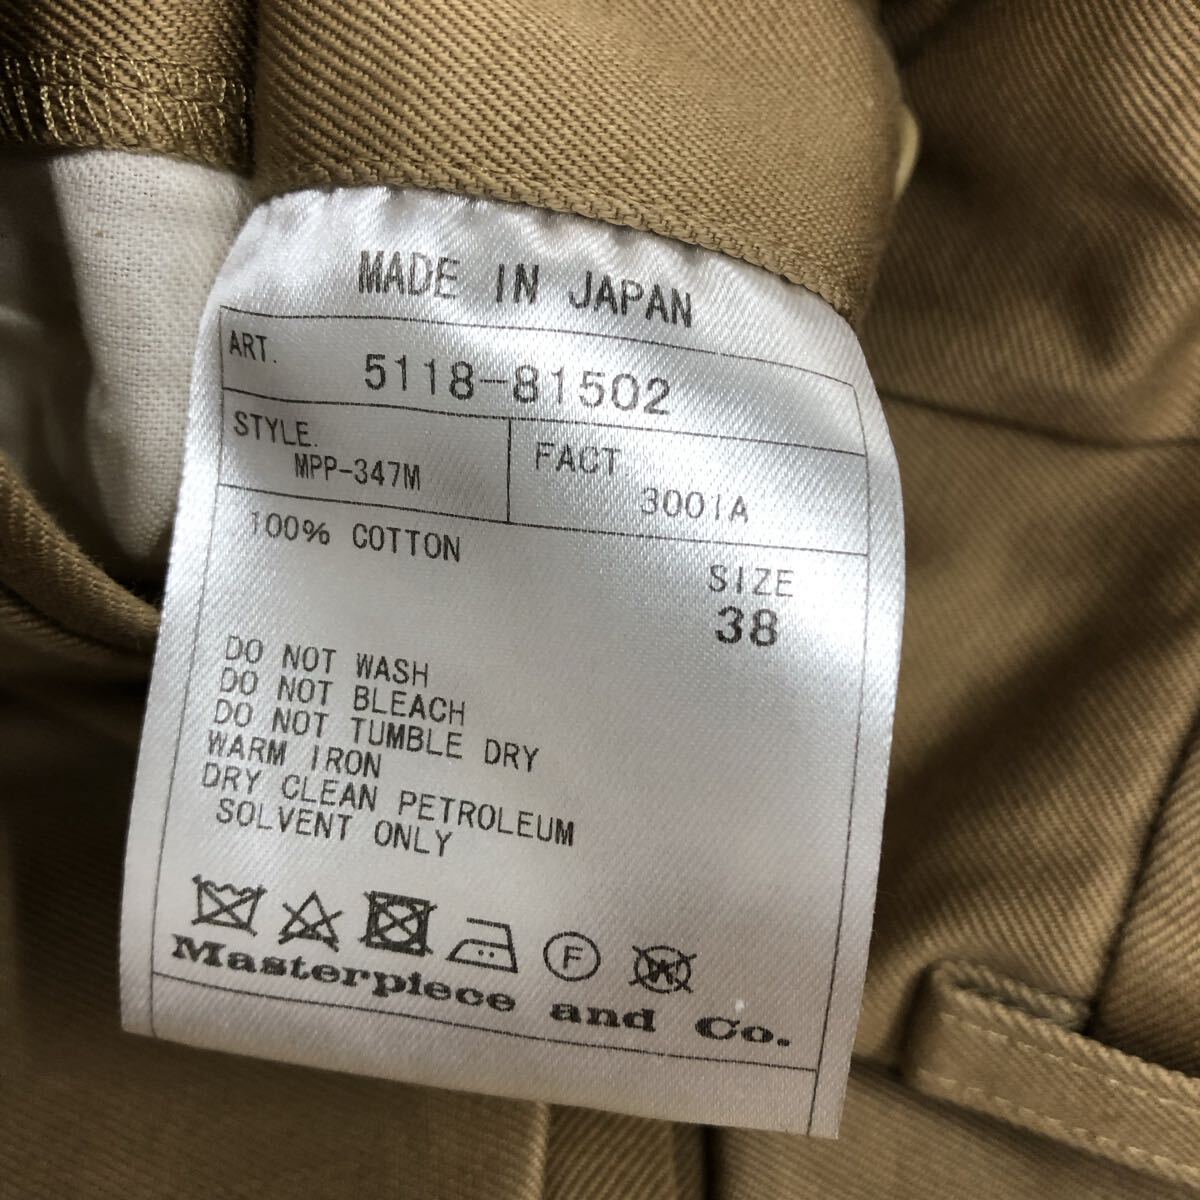 MADE IN JAPAN
ART. 5118-81502
STYLE. MPP-347M
FACT 3001A
100% COTTON
SIZE
38
DO NOT WASH
DO NOT BLEACH
DO NOT TUMBLE DRY
WARM IRON
DRY CLEAN PETROLEUM
SOLVENT ONLY
F W
Masterpiece and Co.